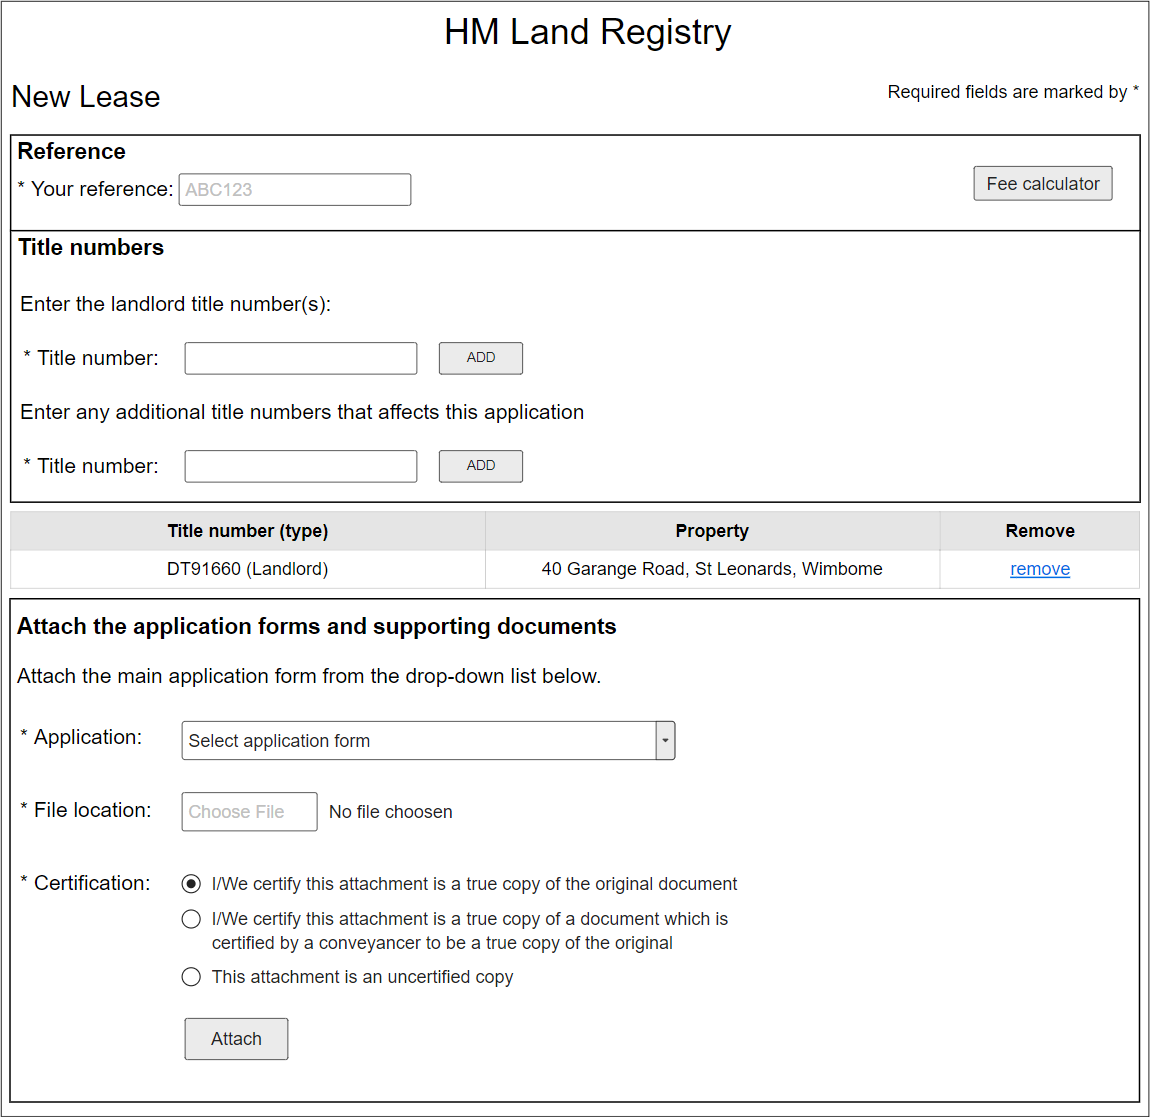 HM Land Registry
New Lease
Required fields are marked by *
Reference
* Your reference: ABC123
Fee calculator
Title numbers
Enter the landlord title number(s):
* Title number:
ADD
Enter any additional title numbers that affects this application
* Title number:
ADD
Title number (type) Property Remove
DT91660 (Landlord) 40 Garange Road, St Leonards, Wimbome remove
Attach the application forms and supporting documents
Attach the main application form from the drop-down list below.
* Application: Select application form
* File location: Choose File No file choosen
* Certification: I/We certify this attachment is a true copy of the original document
I/We certify this attachment is a true copy of a document which is
certified by a conveyancer to be a true copy of the original
This attachment is an uncertified copy
Attach